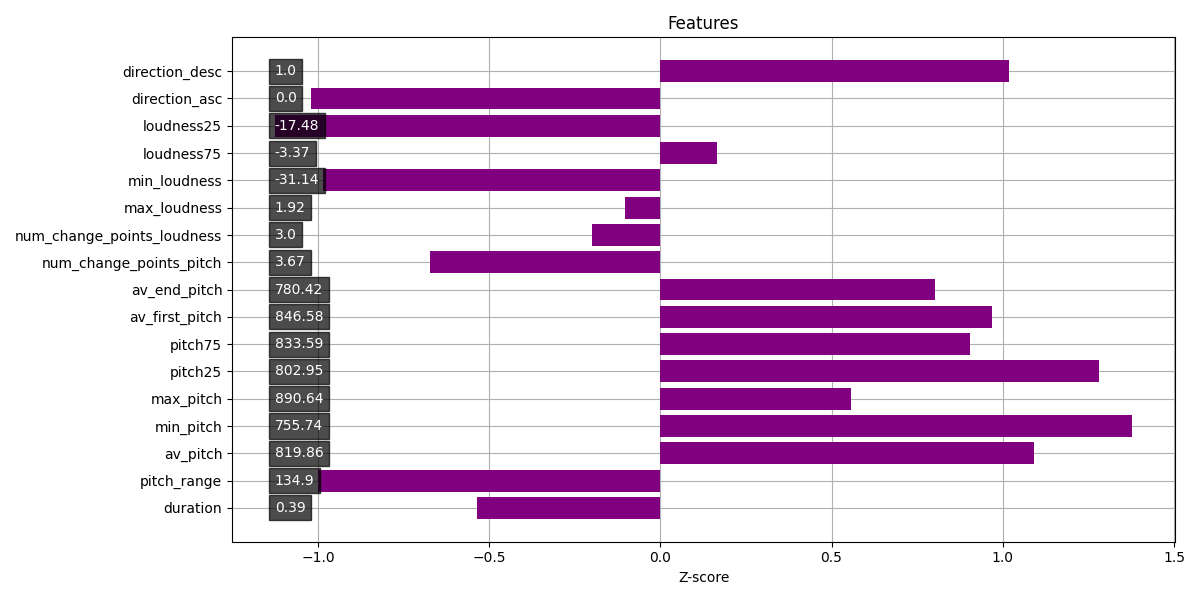 Features
direction_desc 1.0
direction_asc 0.0
loudness25 -17.48
loudness75 -3.37
min_loudness -31.14
max_loudness 1.92
num_change_points_loudness 3.0
num_change_points_pitch 3.67
av_end_pitch 780.42
av_first_pitch 846.58
pitch75 833.59
pitch25 802.95
max_pitch 890.64
min_pitch 755.74
av_pitch 819.86
pitch_range 134.9
duration 0.39
−1.0 −0.5 0.0 0.5 1.0 1.5
Z-score